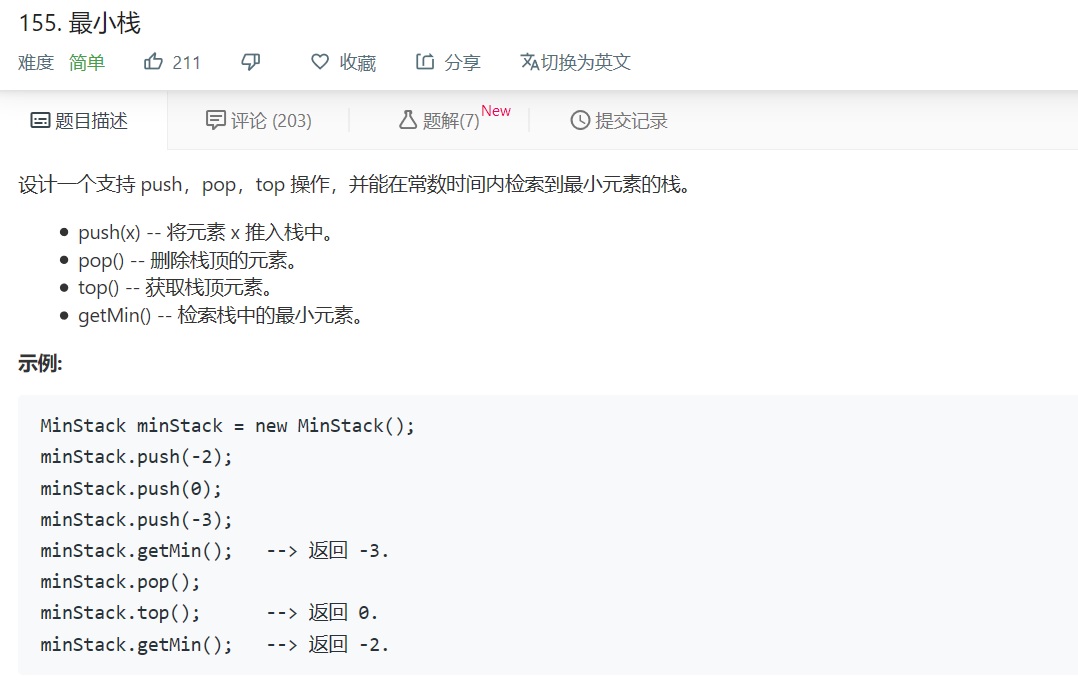 155. 最小栈
难度 简单 211 收藏 分享 切换为英文
题目描述 评论 (203) 题解(7) New 提交记录
设计一个支持 push，pop，top 操作，并能在常数时间内检索到最小元素的栈。
push(x) -- 将元素 x 推入栈中。
pop() -- 删除栈顶的元素。
top() -- 获取栈顶元素。
getMin() -- 检索栈中的最小元素。
示例:
MinStack minStack = new MinStack();
minStack.push(-2);
minStack.push(0);
minStack.push(-3);
minStack.getMin();   --> 返回 -3.
minStack.pop();
minStack.top();      --> 返回 0.
minStack.getMin();   --> 返回 -2.